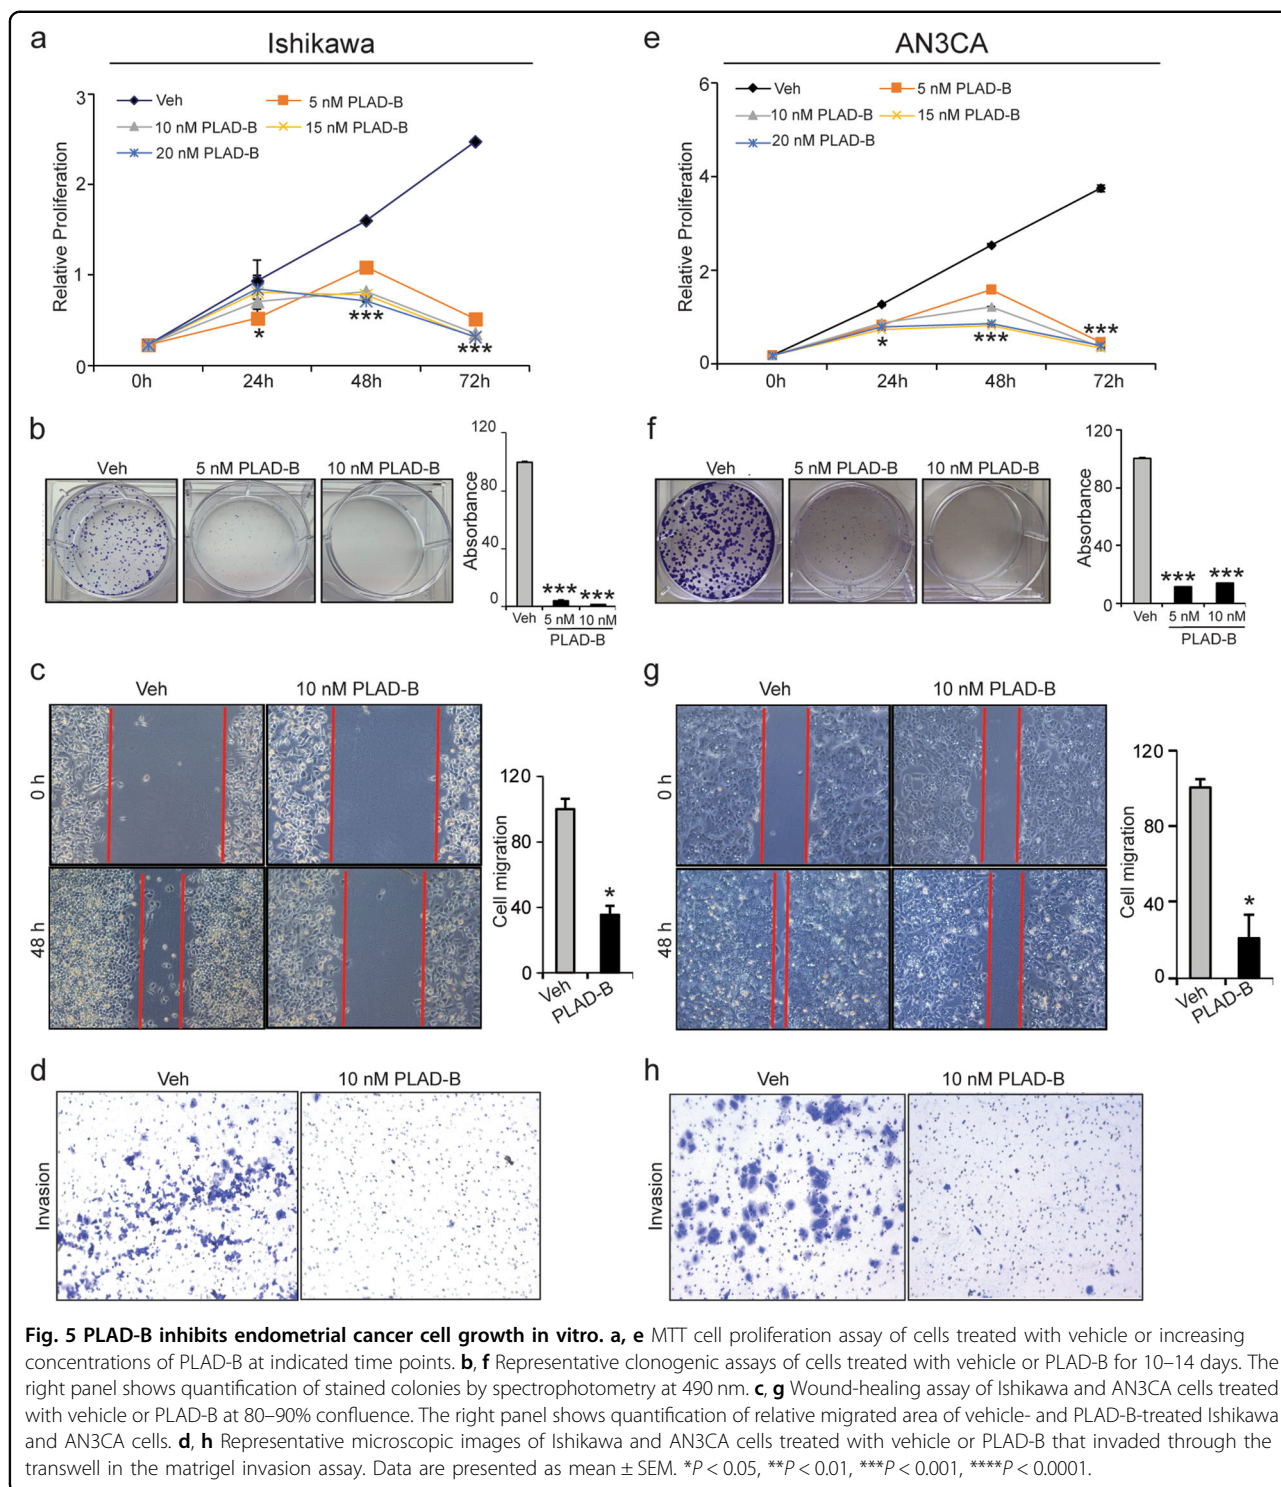 a
Ishikawa
3
2
1
0
Relative Proliferation
Veh
5 nM PLAD-B
10 nM PLAD-B
15 nM PLAD-B
20 nM PLAD-B
*
***
***
0h 24h 48h 72h
e
AN3CA
6
4
2
0
Relative Proliferation
Veh
5 nM PLAD-B
10 nM PLAD-B
15 nM PLAD-B
20 nM PLAD-B
*
***
***
0h 24h 48h 72h
b
Veh 5 nM PLAD-B 10 nM PLAD-B
120
80
40
0
Absorbance
*** ***
Veh 5 nM 10 nM
PLAD-B
f
Veh 5 nM PLAD-B 10 nM PLAD-B
120
80
40
0
Absorbance
*** ***
Veh 5 nM 10 nM
PLAD-B
c
Veh 10 nM PLAD-B
0 h
48 h
120
80
40
0
Cell migration
*
Veh PLAD-B
g
Veh 10 nM PLAD-B
0 h
48 h
120
80
40
0
Cell migration
*
Veh PLAD-B
d
Veh 10 nM PLAD-B
Invasion
h
Veh 10 nM PLAD-B
Invasion
Fig. 5 PLAD-B inhibits endometrial cancer cell growth in vitro. a, e MTT cell proliferation assay of cells treated with vehicle or increasing
concentrations of PLAD-B at indicated time points. b, f Representative clonogenic assays of cells treated with vehicle or PLAD-B for 10–14 days. The
right panel shows quantification of stained colonies by spectrophotometry at 490 nm. c, g Wound-healing assay of Ishikawa and AN3CA cells treated
with vehicle or PLAD-B at 80–90% confluence. The right panel shows quantification of relative migrated area of vehicle- and PLAD-B-treated Ishikawa
and AN3CA cells. d, h Representative microscopic images of Ishikawa and AN3CA cells treated with vehicle or PLAD-B that invaded through the
transwell in the matrigel invasion assay. Data are presented as mean ± SEM. *P < 0.05, **P < 0.01, ***P < 0.001, ****P < 0.0001.